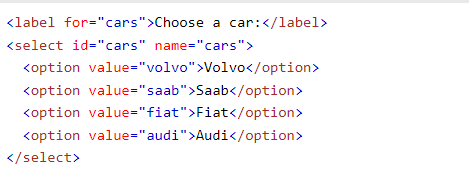 <label for="cars">Choose a car:</label>
<select id="cars" name="cars">
  <option value="volvo">Volvo</option>
  <option value="saab">Saab</option>
  <option value="fiat">Fiat</option>
  <option value="audi">Audi</option>
</select>